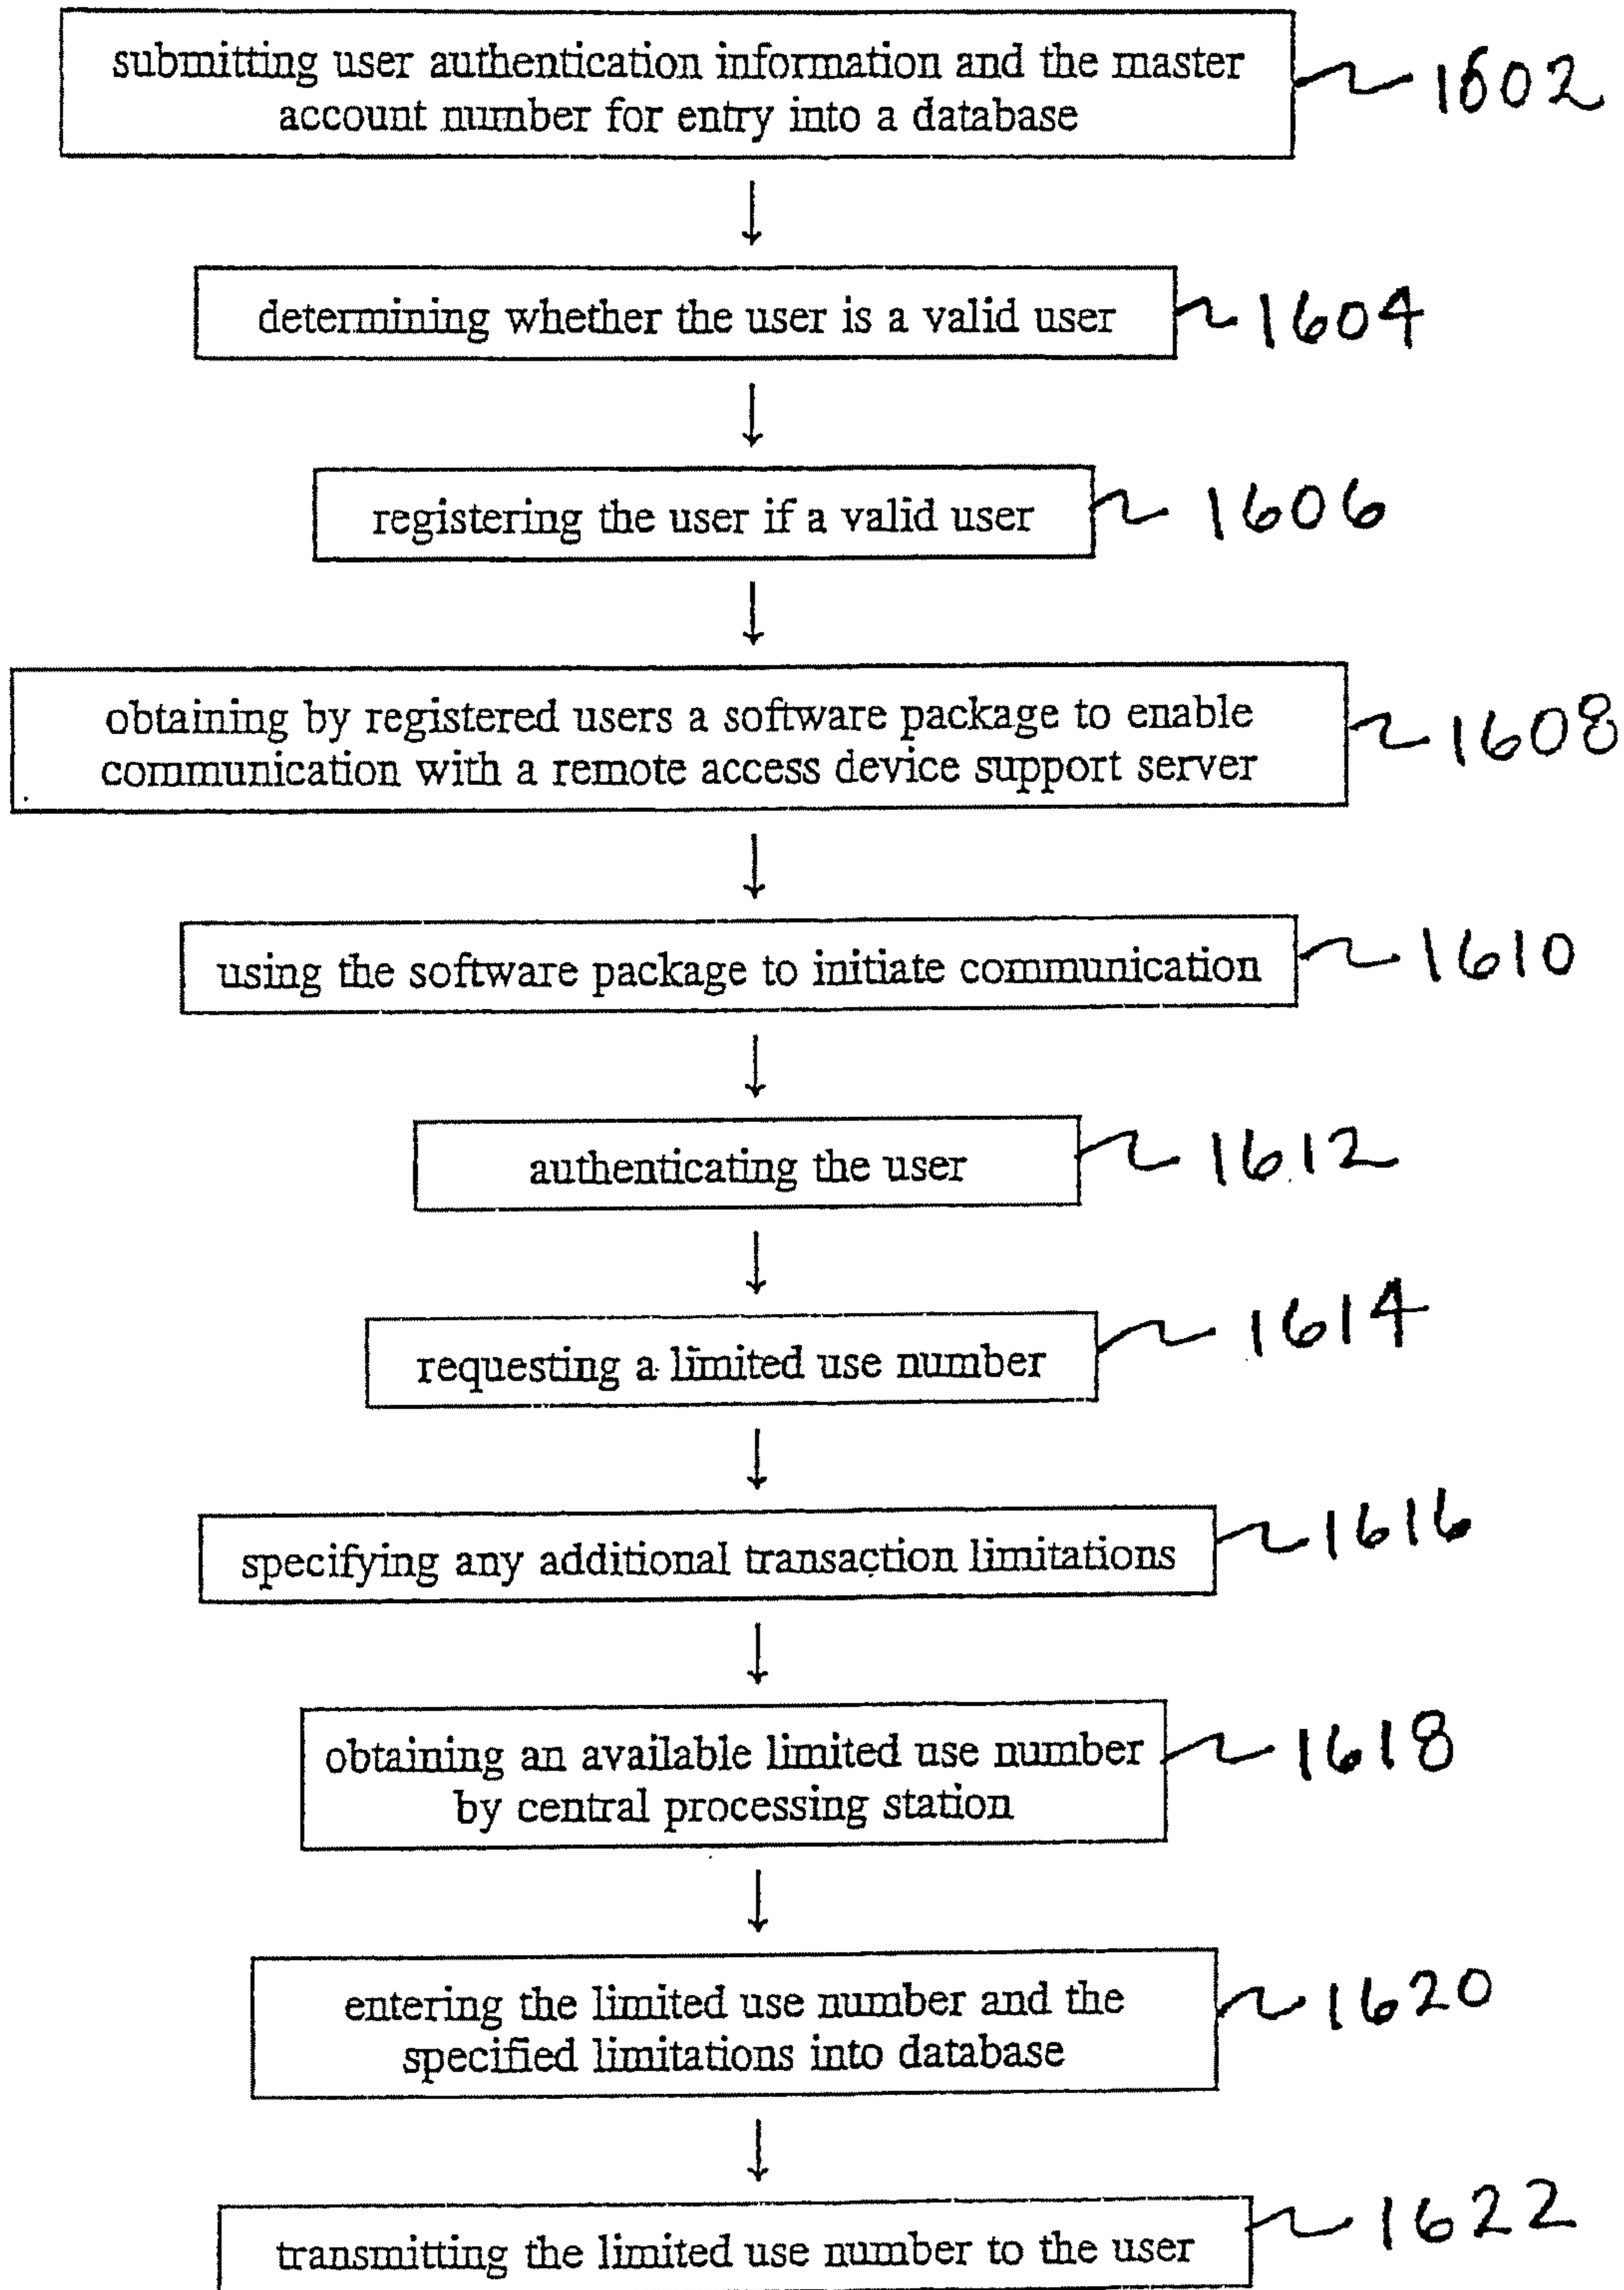 submitting user authentication information and the master
account number for entry into a database
1602
determining whether the user is a valid user
1604
registering the user if a valid user
1606
obtaining by registered users a software package to enable
communication with a remote access device support server
1608
using the software package to initiate communication
1610
authenticating the user
1612
requesting a limited use number
1614
specifying any additional transaction limitations
1616
obtaining an available limited use number
by central processing station
1618
entering the limited use number and the
specified limitations into database
1620
transmitting the limited use number to the user
1622